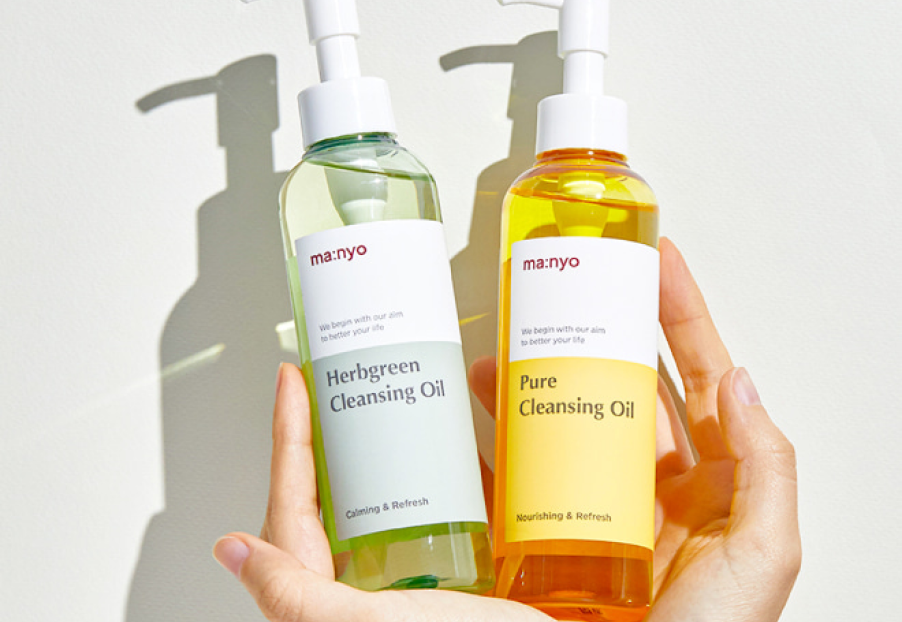 ma:nyo
We begin with our aim
to better your life
Herbgreen
Cleansing Oil
Calming & Refresh
ma:nyo
We begin with our aim
to better your life
Pure
Cleansing Oil
Nourishing & Refresh